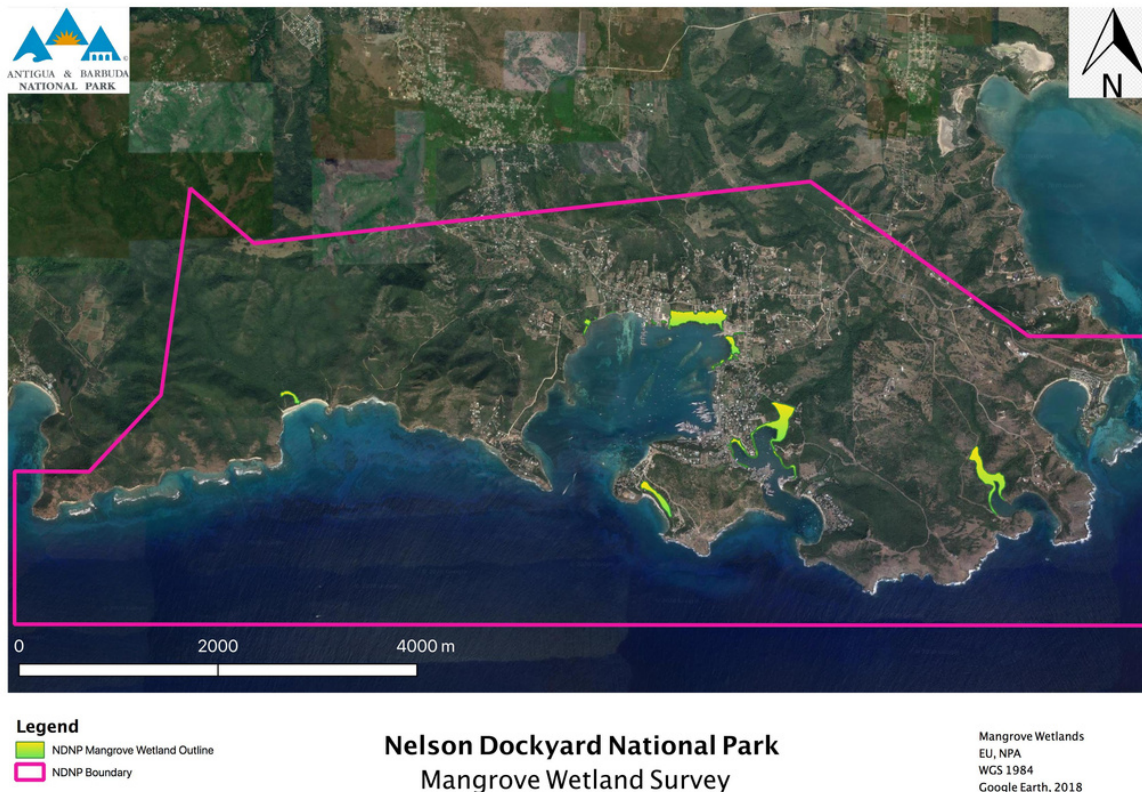 ANTIGUA & BARBUDA
NATIONAL PARK
N
0 2000 4000 m
Legend
NDNP Mangrove Wetland Outline
NDNP Boundary
Nelson Dockyard National Park
Mangrove Wetland Survey
Mangrove Wetlands
EU, NPA
WGS 1984
Google Earth, 2018